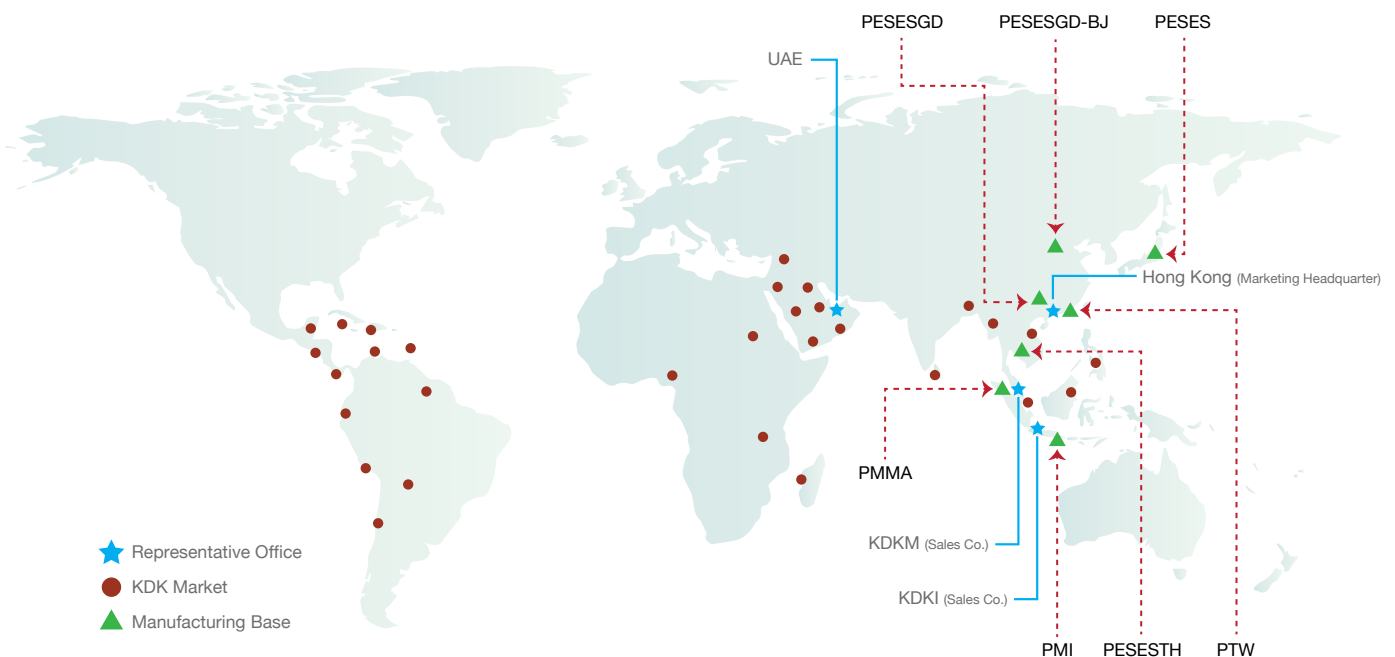 PESESGD
PESESGD-BJ
PESES
UAE
Hong Kong (Marketing Headquarter)
PMMA
KDKM (Sales Co.)
KDKI (Sales Co.)
Representative Office
KDK Market
Manufacturing Base
PMI
PESESTH
PTW